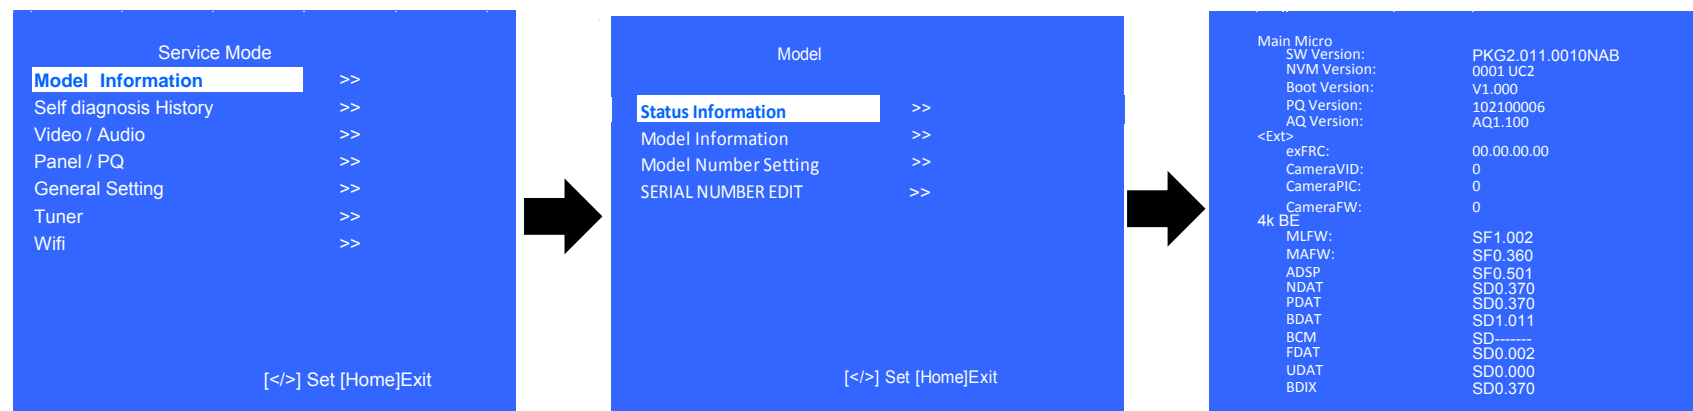 Service Mode
Model Information >>
Self diagnosis History >>
Video / Audio >>
Panel / PQ >>
General Setting >>
Tuner >>
Wifi >>
[</>] Set [Home]Exit
Model
Status Information >>
Model Information >>
Model Number Setting >>
SERIAL NUMBER EDIT >>
[</>] Set [Home]Exit
Main Micro
SW Version: PKG2.011.0010NAB
NVM Version: 0001 UC2
Boot Version: V1.000
PQ Version: 102100006
AQ Version: AQ1.100
<Ext>
exFRC: 00.00.00.00
CameraVID: 0
CameraPIC: 0
CameraFW: 0
4k BE
MLFW: SF1.002
MAFW: SF0.360
ADSP SF0.501
NDAT SD0.370
PDAT SD0.370
BDAT SD1.011
BCM SD-------
FDAT SD0.002
UDAT SD0.000
BDIX SD0.370